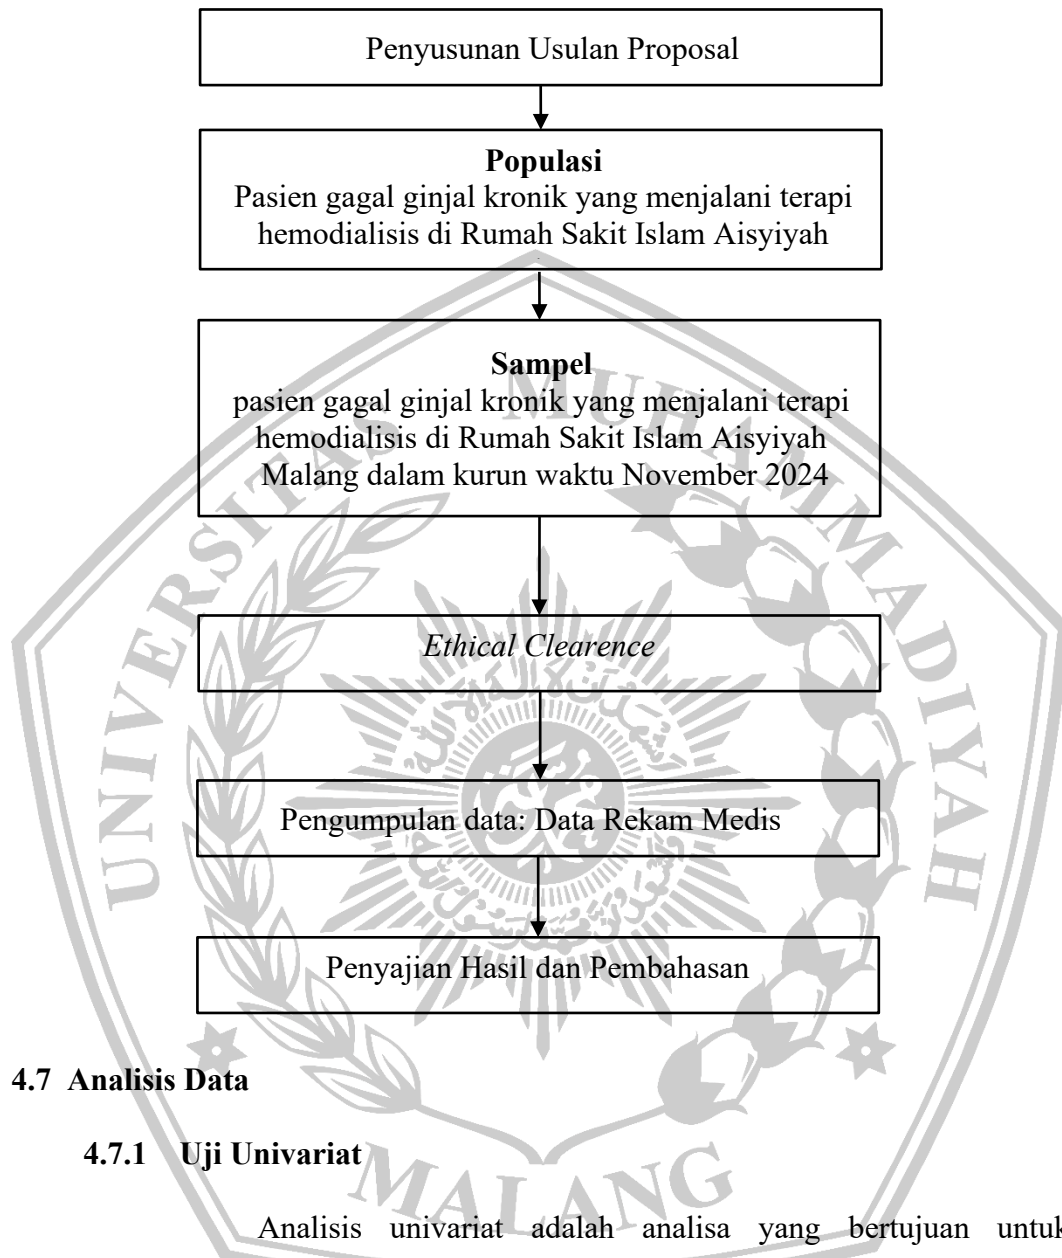 Penyusunan Usulan Proposal
Populasi
Pasien gagal ginjal kronik yang menjalani terapi
hemodialisis di Rumah Sakit Islam Aisyiyah
Sampel
pasien gagal ginjal kronik yang menjalani terapi
hemodialisis di Rumah Sakit Islam Aisyiyah
Malang dalam kurun waktu November 2024
Ethical Clearence
Pengumpulan data: Data Rekam Medis
Penyajian Hasil dan Pembahasan
4.7 Analisis Data
4.7.1 Uji Univariat
Analisis univariat adalah analisa yang bertujuan untuk
UNIVERSITAS MUHAMMADIYAH
MALANG